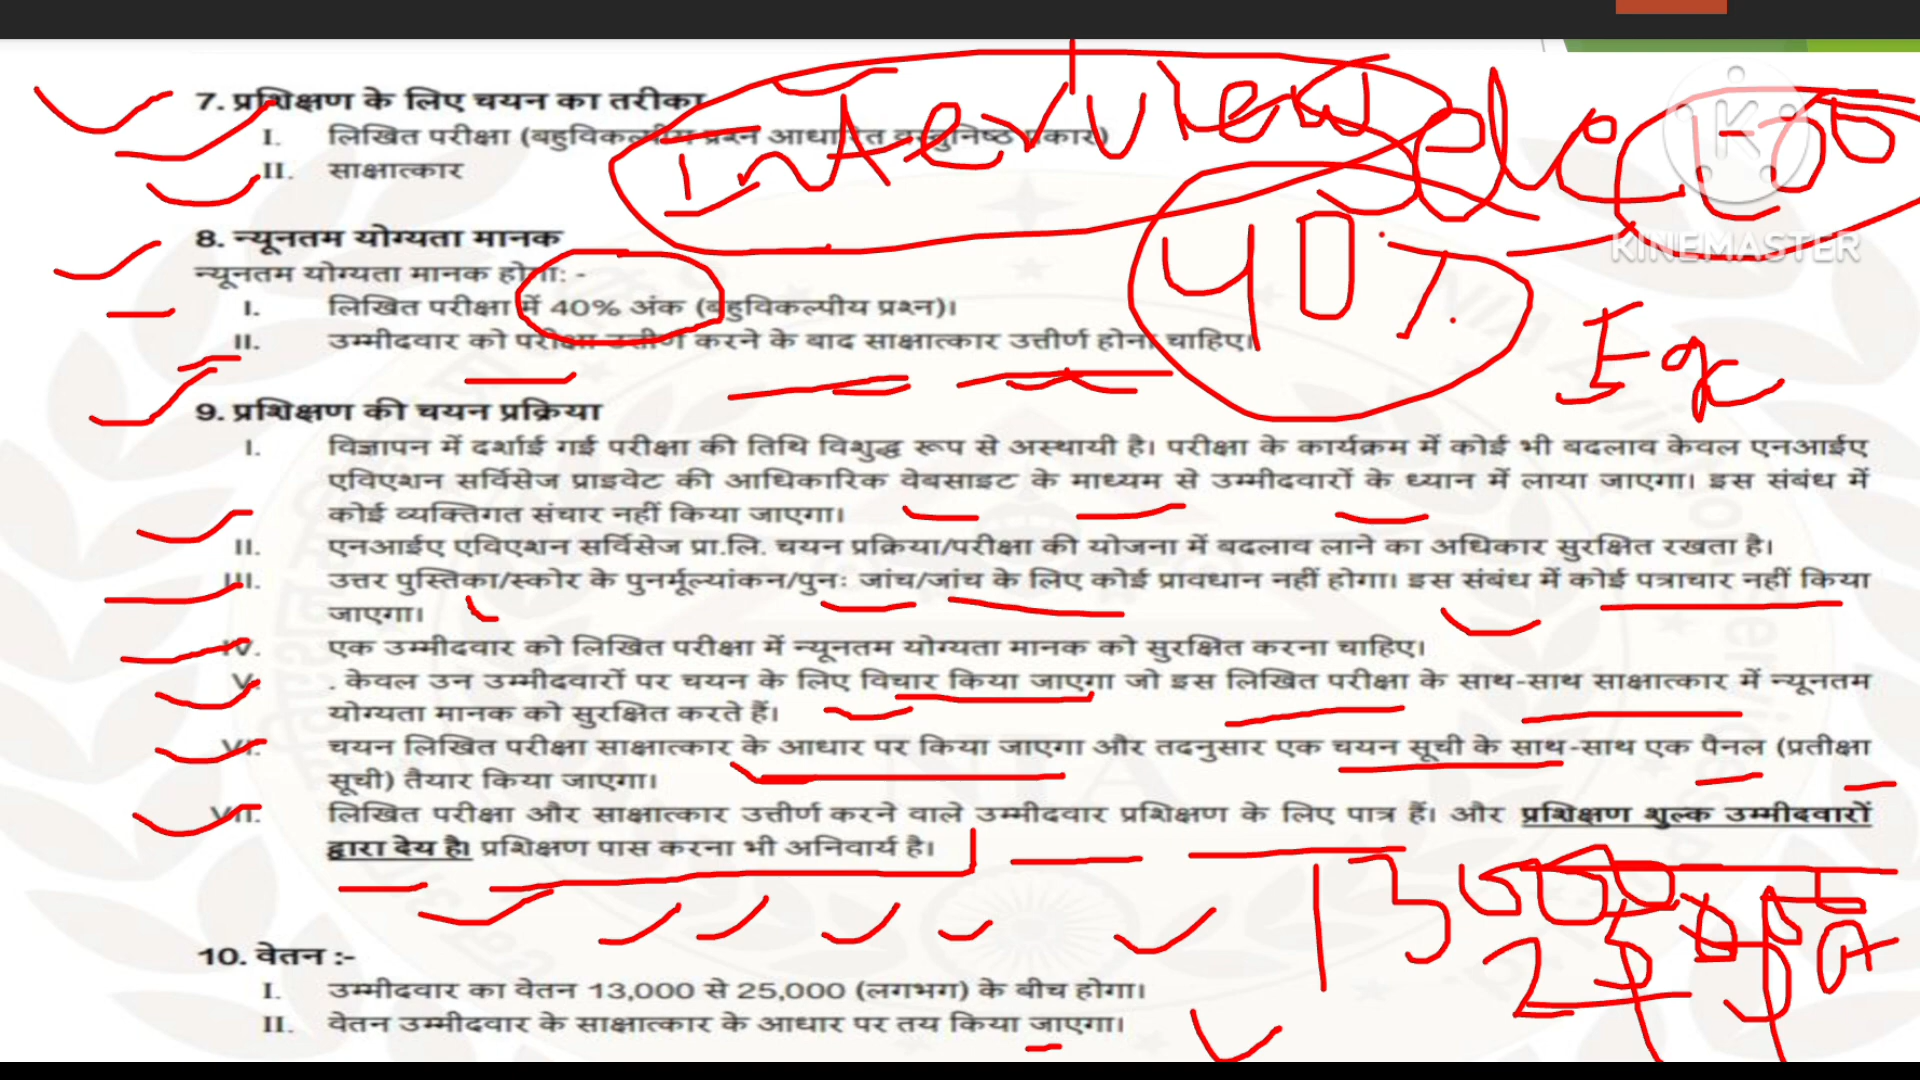 7. प्रशिक्षण के लिए चयन का तरीका
I. लिखित परीक्षा (बहुविकल्पीय प्रश्न आधारित वस्तुनिष्ठ प्रकार)
II. साक्षात्कार
Interview
KINEMASTER
8. न्यूनतम योग्यता मानक
न्यूनतम योग्यता मानक होगा: -
I. लिखित परीक्षा में 40% अंक (बहुविकल्पीय प्रश्न)।
40%
II. उम्मीदवार को परीक्षा उत्तीर्ण करने के बाद साक्षात्कार उत्तीर्ण होना चाहिए।
9. प्रशिक्षण की चयन प्रक्रिया
I. विज्ञापन में दर्शाई गई परीक्षा की तिथि विशुद्ध रूप से अस्थायी है। परीक्षा के कार्यक्रम में कोई भी बदलाव केवल एनआईए
एविएशन सर्विसेज प्राइवेट की आधिकारिक वेबसाइट के माध्यम से उम्मीदवारों के ध्यान में लाया जाएगा। इस संबंध में
कोई व्यक्तिगत संचार नहीं किया जाएगा।
II. एनआईए एविएशन सर्विसेज प्रा.लि. चयन प्रक्रिया/परीक्षा की योजना में बदलाव लाने का अधिकार सुरक्षित रखता है।
III. उत्तर पुस्तिका/स्कोर के पुनर्मूल्यांकन/पुनः जांच/जांच के लिए कोई प्रावधान नहीं होगा। इस संबंध में कोई पत्राचार नहीं किया
जाएगा।
IV. एक उम्मीदवार को लिखित परीक्षा में न्यूनतम योग्यता मानक को सुरक्षित करना चाहिए।
V. . केवल उन उम्मीदवारों पर चयन के लिए विचार किया जाएगा जो इस लिखित परीक्षा के साथ-साथ साक्षात्कार में न्यूनतम
योग्यता मानक को सुरक्षित करते हैं।
VI. चयन लिखित परीक्षा साक्षात्कार के आधार पर किया जाएगा और तदनुसार एक चयन सूची के साथ-साथ एक पैनल (प्रतीक्षा
सूची) तैयार किया जाएगा।
VII. लिखित परीक्षा और साक्षात्कार उत्तीर्ण करने वाले उम्मीदवार प्रशिक्षण के लिए पात्र हैं। और प्रशिक्षण शुल्क उम्मीदवारों
द्वारा देय है। प्रशिक्षण पास करना भी अनिवार्य है।
10. वेतन :-
I. उम्मीदवार का वेतन 13,000 से 25,000 (लगभग) के बीच होगा।
II. वेतन उम्मीदवार के साक्षात्कार के आधार पर तय किया जाएगा।